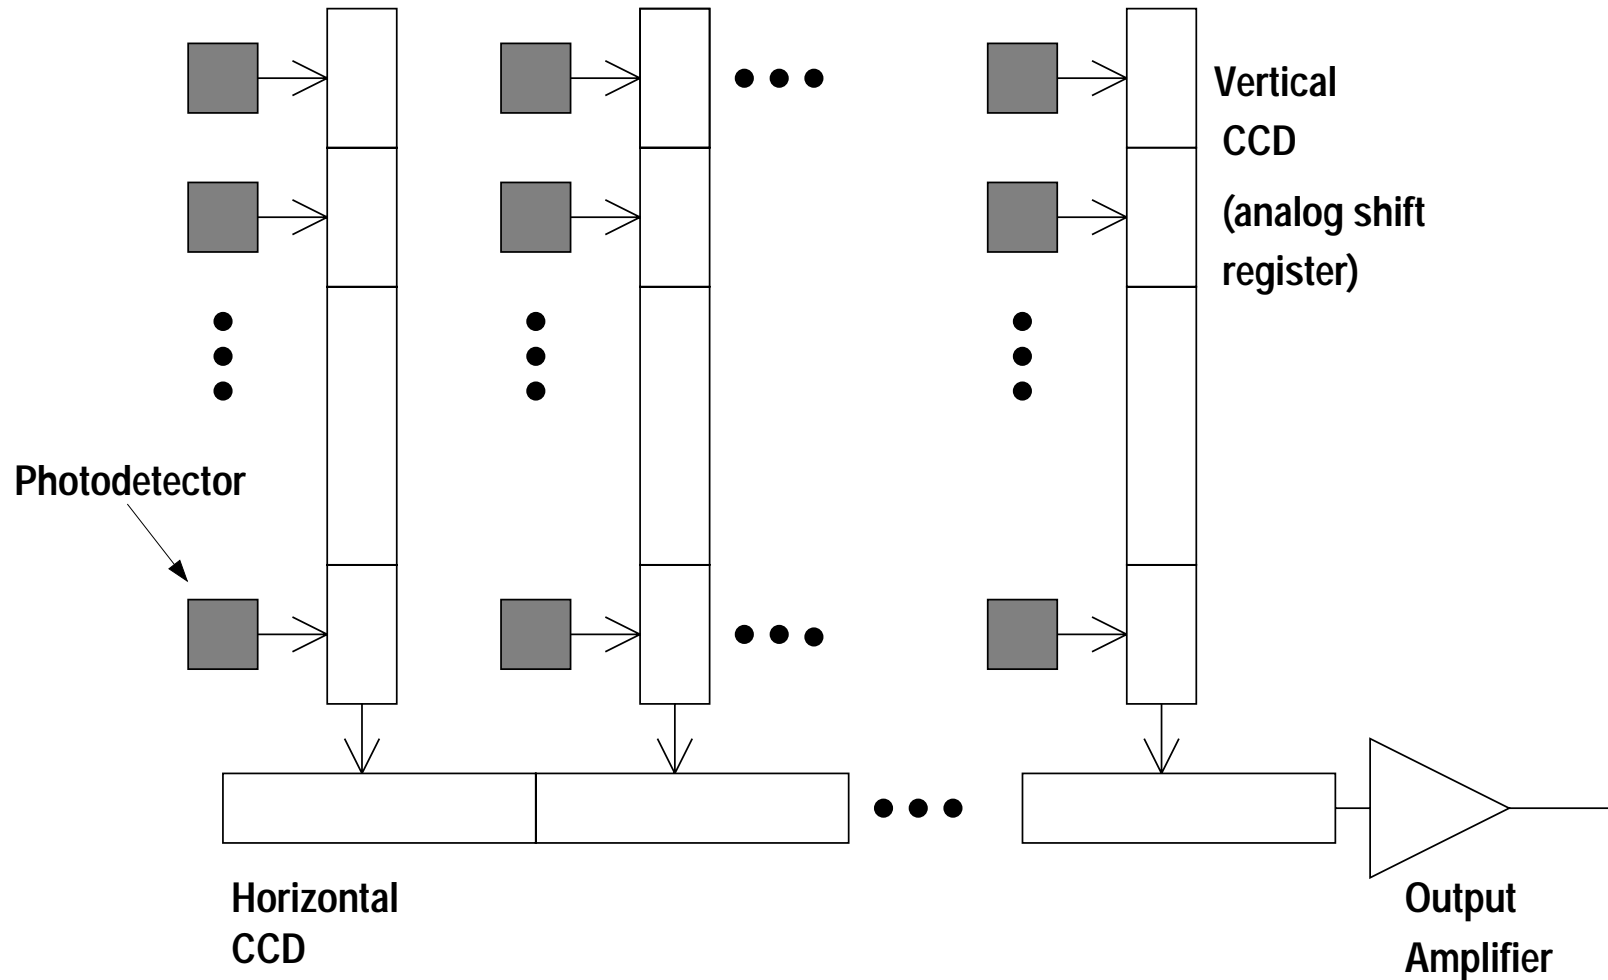 Vertical
CCD
(analog shift
register)
Photodetector
Horizontal
CCD
Output
Amplifier